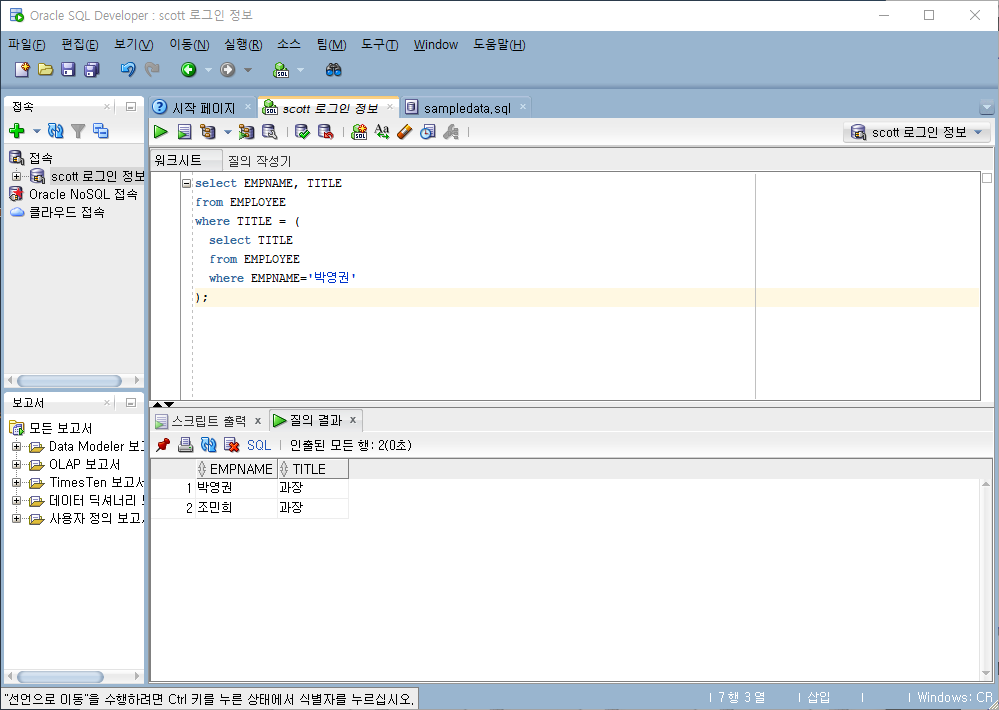 Oracle SQL Developer : scott 로그인 정보
파일(F) 편집(E) 보기(V) 이동(N) 실행(R) 소스 팀(M) 도구(T) Window 도움말(H)
접속
시작 페이지 scott 로그인 정보 sampledata.sql
scott 로그인 정보
접속
scott 로그인 정보
Oracle NoSQL 접속
클라우드 접속
워크시트 질의 작성기
select EMPNAME, TITLE
from EMPLOYEE
where TITLE = (
select TITLE
from EMPLOYEE
where EMPNAME='박영권'
);
보고서
모든 보고서
Data Modeler 보고
OLAP 보고서
TimesTen 보고서
데이터 딕셔너리
사용자 정의 보고서
스크립트 출력 x 질의 결과 x
SQL 인출된 모든 행: 2(0초)
EMPNAME TITLE
1 박영권 과장
2 조민희 과장
"선언으로 이동"을 수행하려면 Ctrl 키를 누른 상태에서 식별자를 누르십시오.
7 행 3 열 삽입 Windows: CR